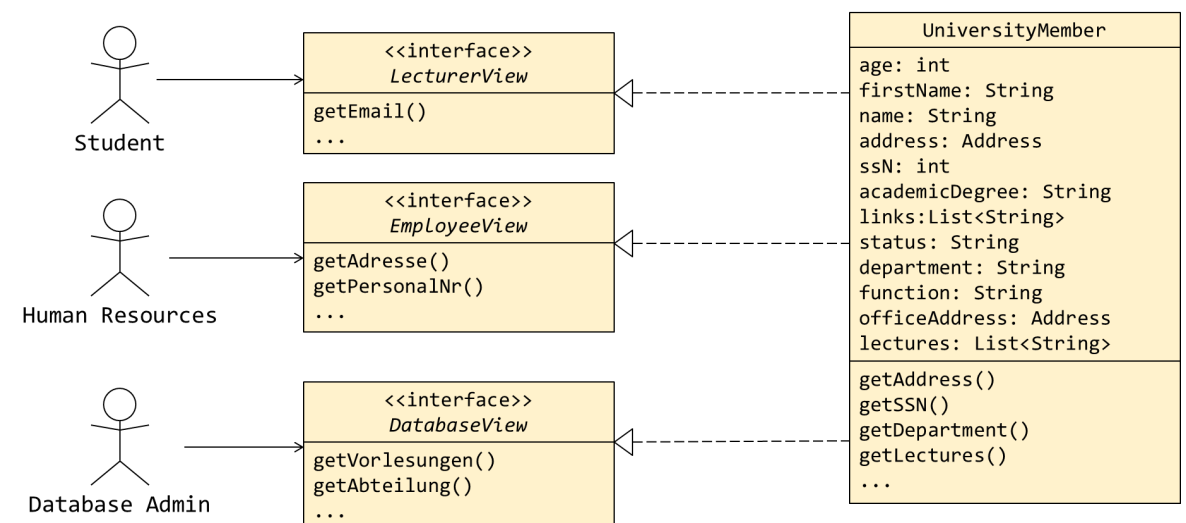 Student
<<interface>>
LecturerView
getEmail()
...
Human Resources
<<interface>>
EmployeeView
getAdresse()
getPersonalNr()
...
Database Admin
<<interface>>
DatabaseView
getVorlesungen()
getAbteilung()
...
UniversityMember
age: int
firstName: String
name: String
address: Address
ssN: int
academicDegree: String
links:List<String>
status: String
department: String
function: String
officeAddress: Address
lectures: List<String>
getAddress()
getSSN()
getDepartment()
getLectures()
...